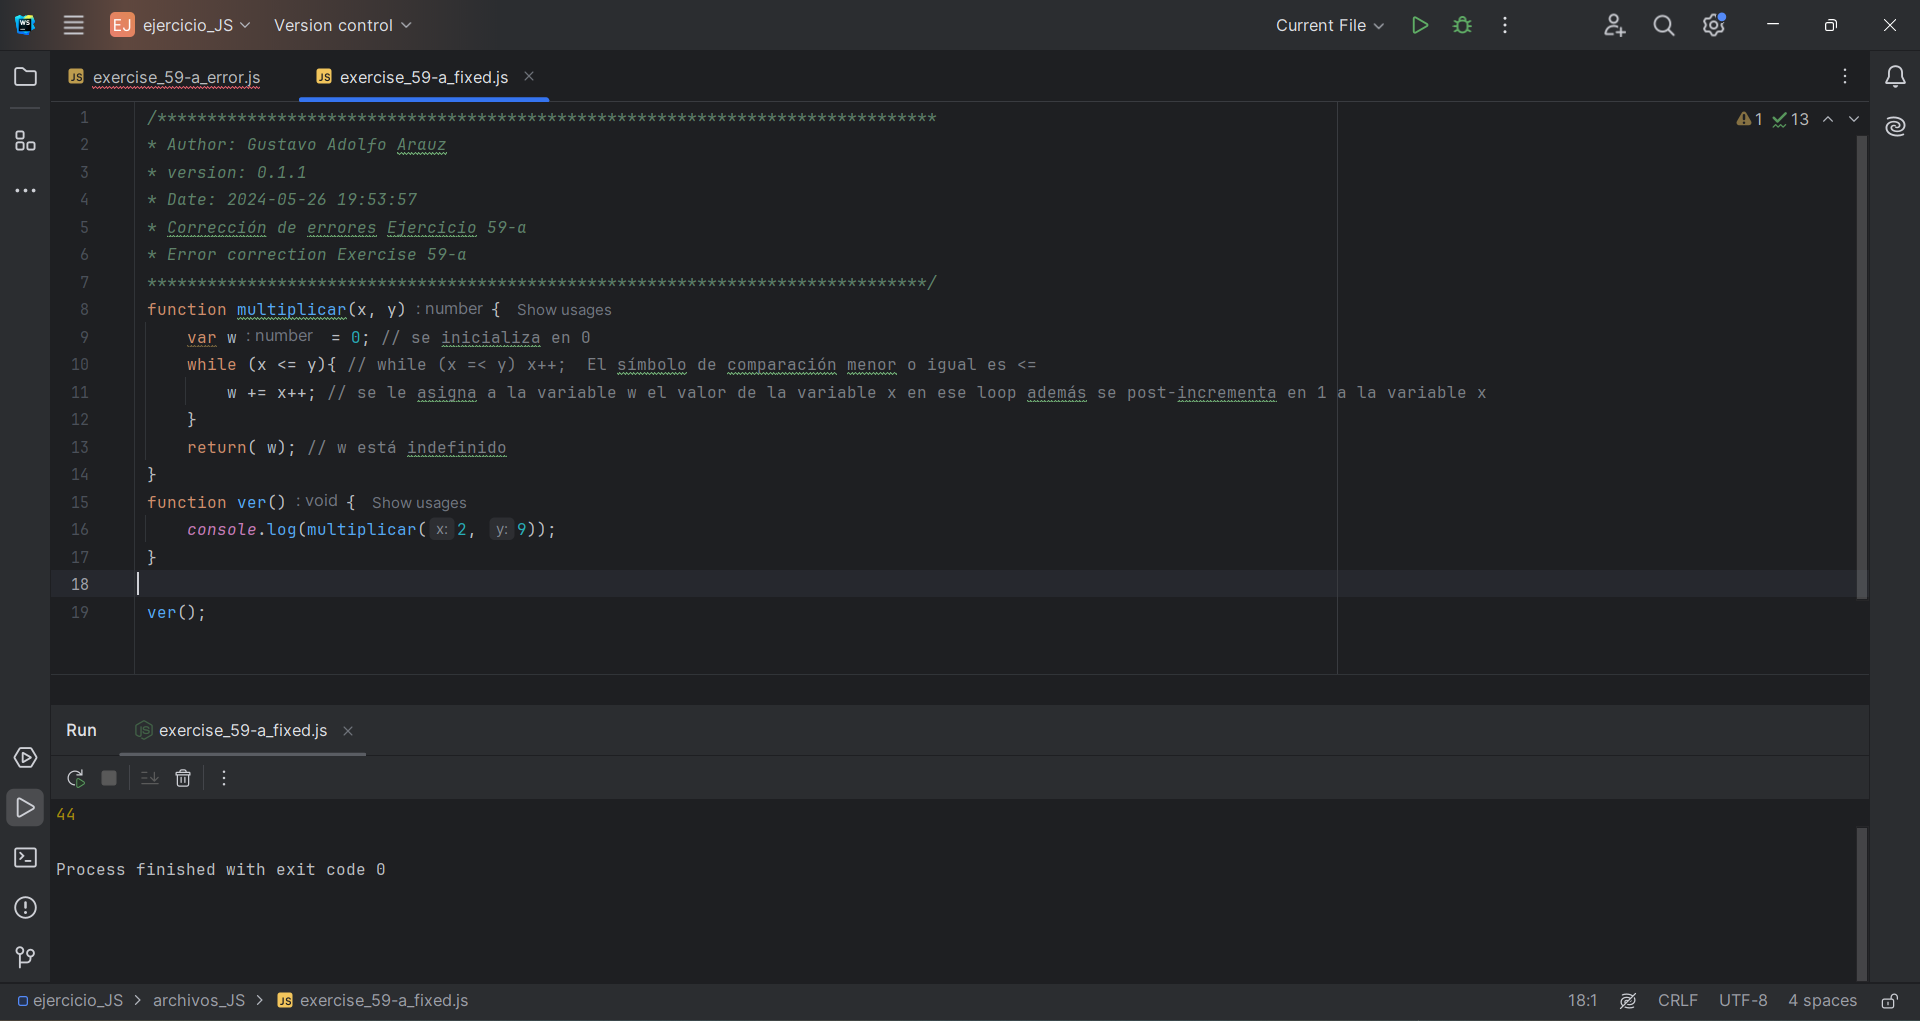 WS EJ ejercicio_JS Version control Current File
JS exercise_59-a_error.js JS exercise_59-a_fixed.js
1 /******************************************************************************
2 * Author: Gustavo Adolfo Arauz
3 * version: 0.1.1
4 * Date: 2024-05-26 19:53:57
5 * Corrección de errores Ejercicio 59-a
6 * Error correction Exercise 59-a
7 ******************************************************************************/
8 function multiplicar(x, y) : number { Show usages
9 var w : number = 0; // se inicializa en 0
10 while (x <= y){ // while (x =< y) x++;  El símbolo de comparación menor o igual es <=
11 w += x++; // se le asigna a la variable w el valor de la variable x en ese loop además se post-incrementa en 1 a la variable x
12 }
13 return( w); // w está indefinido
14 }
15 function ver() : void { Show usages
16 console.log(multiplicar( x: 2, y: 9));
17 }
18
19 ver();
1 13
Run JS exercise_59-a_fixed.js
44
Process finished with exit code 0
ejercicio_JS > archivos_JS > JS exercise_59-a_fixed.js 18:1 CRLF UTF-8 4 spaces